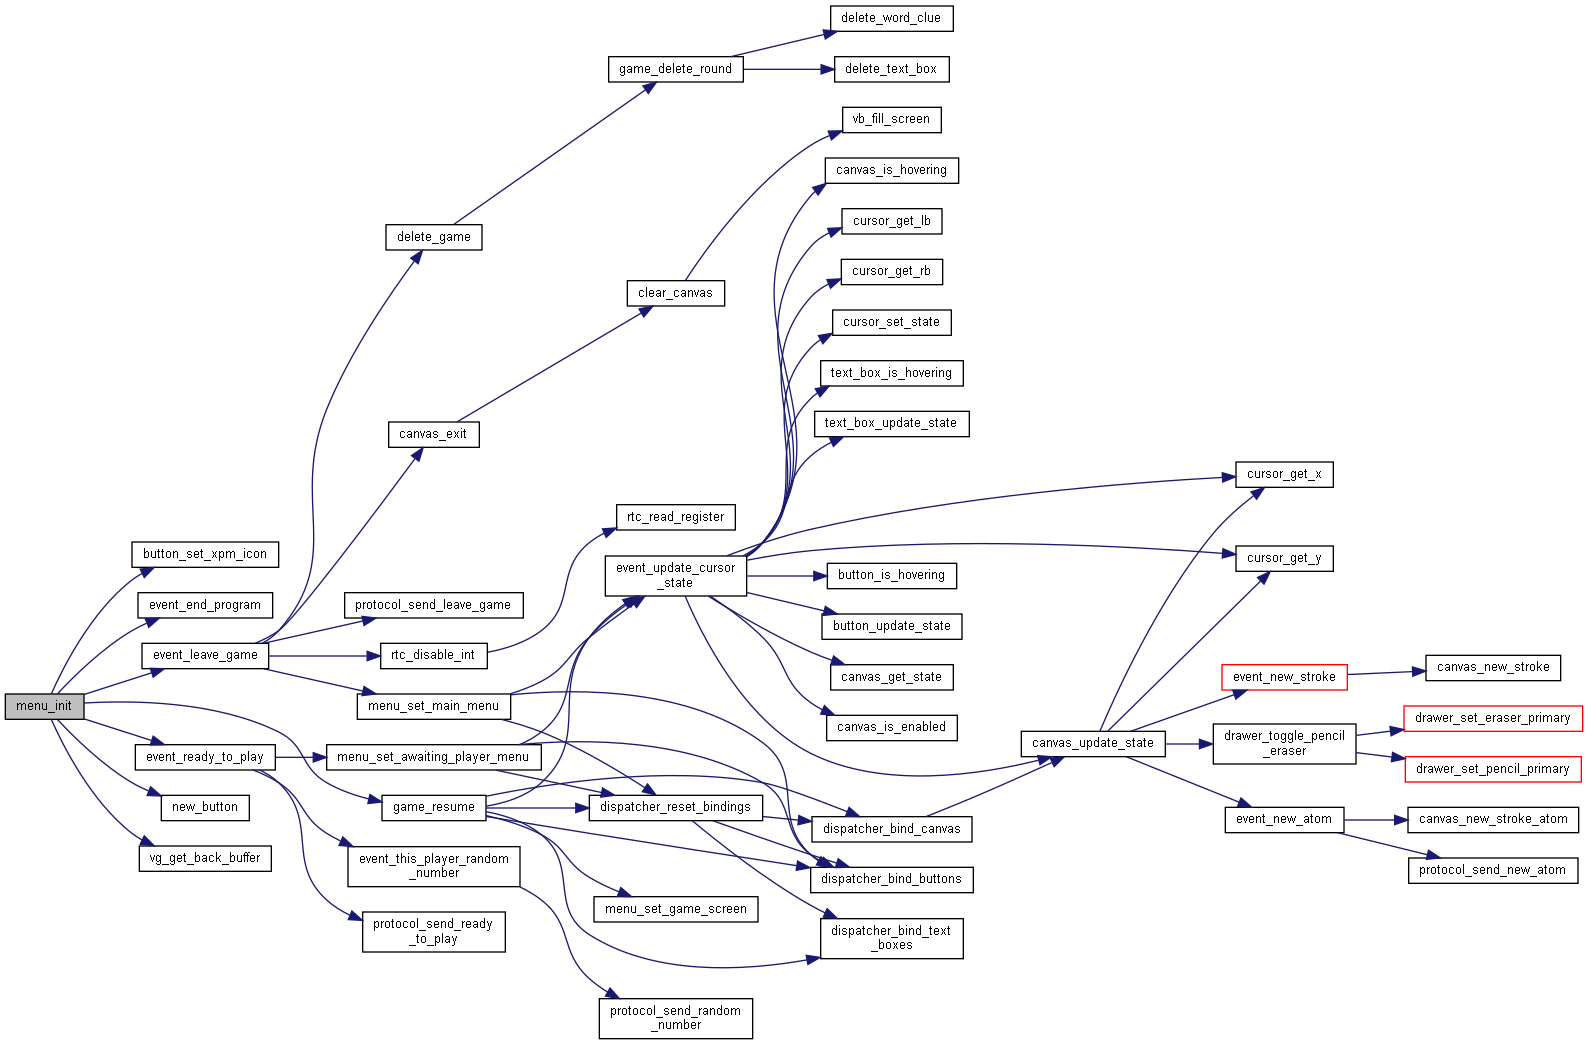 delete_word_clue
game_delete_round
delete_text_box
vb_fill_screen
canvas_is_hovering
cursor_get_lb
delete_game
cursor_get_rb
clear_canvas
cursor_set_state
text_box_is_hovering
text_box_update_state
canvas_exit
cursor_get_x
rtc_read_register
button_set_xpm_icon
event_update_cursor
_state
cursor_get_y
button_is_hovering
event_end_program
protocol_send_leave_game
button_update_state
event_leave_game
rtc_disable_int
canvas_get_state
event_new_stroke
canvas_new_stroke
menu_init
menu_set_main_menu
canvas_is_enabled
drawer_set_eraser_primary
event_ready_to_play
menu_set_awaiting_player_menu
canvas_update_state
drawer_toggle_pencil
_eraser
drawer_set_pencil_primary
new_button
game_resume
dispatcher_reset_bindings
dispatcher_bind_canvas
event_new_atom
canvas_new_stroke_atom
vg_get_back_buffer
event_this_player_random
_number
dispatcher_bind_buttons
protocol_send_new_atom
menu_set_game_screen
protocol_send_ready
_to_play
dispatcher_bind_text
_boxes
protocol_send_random
_number